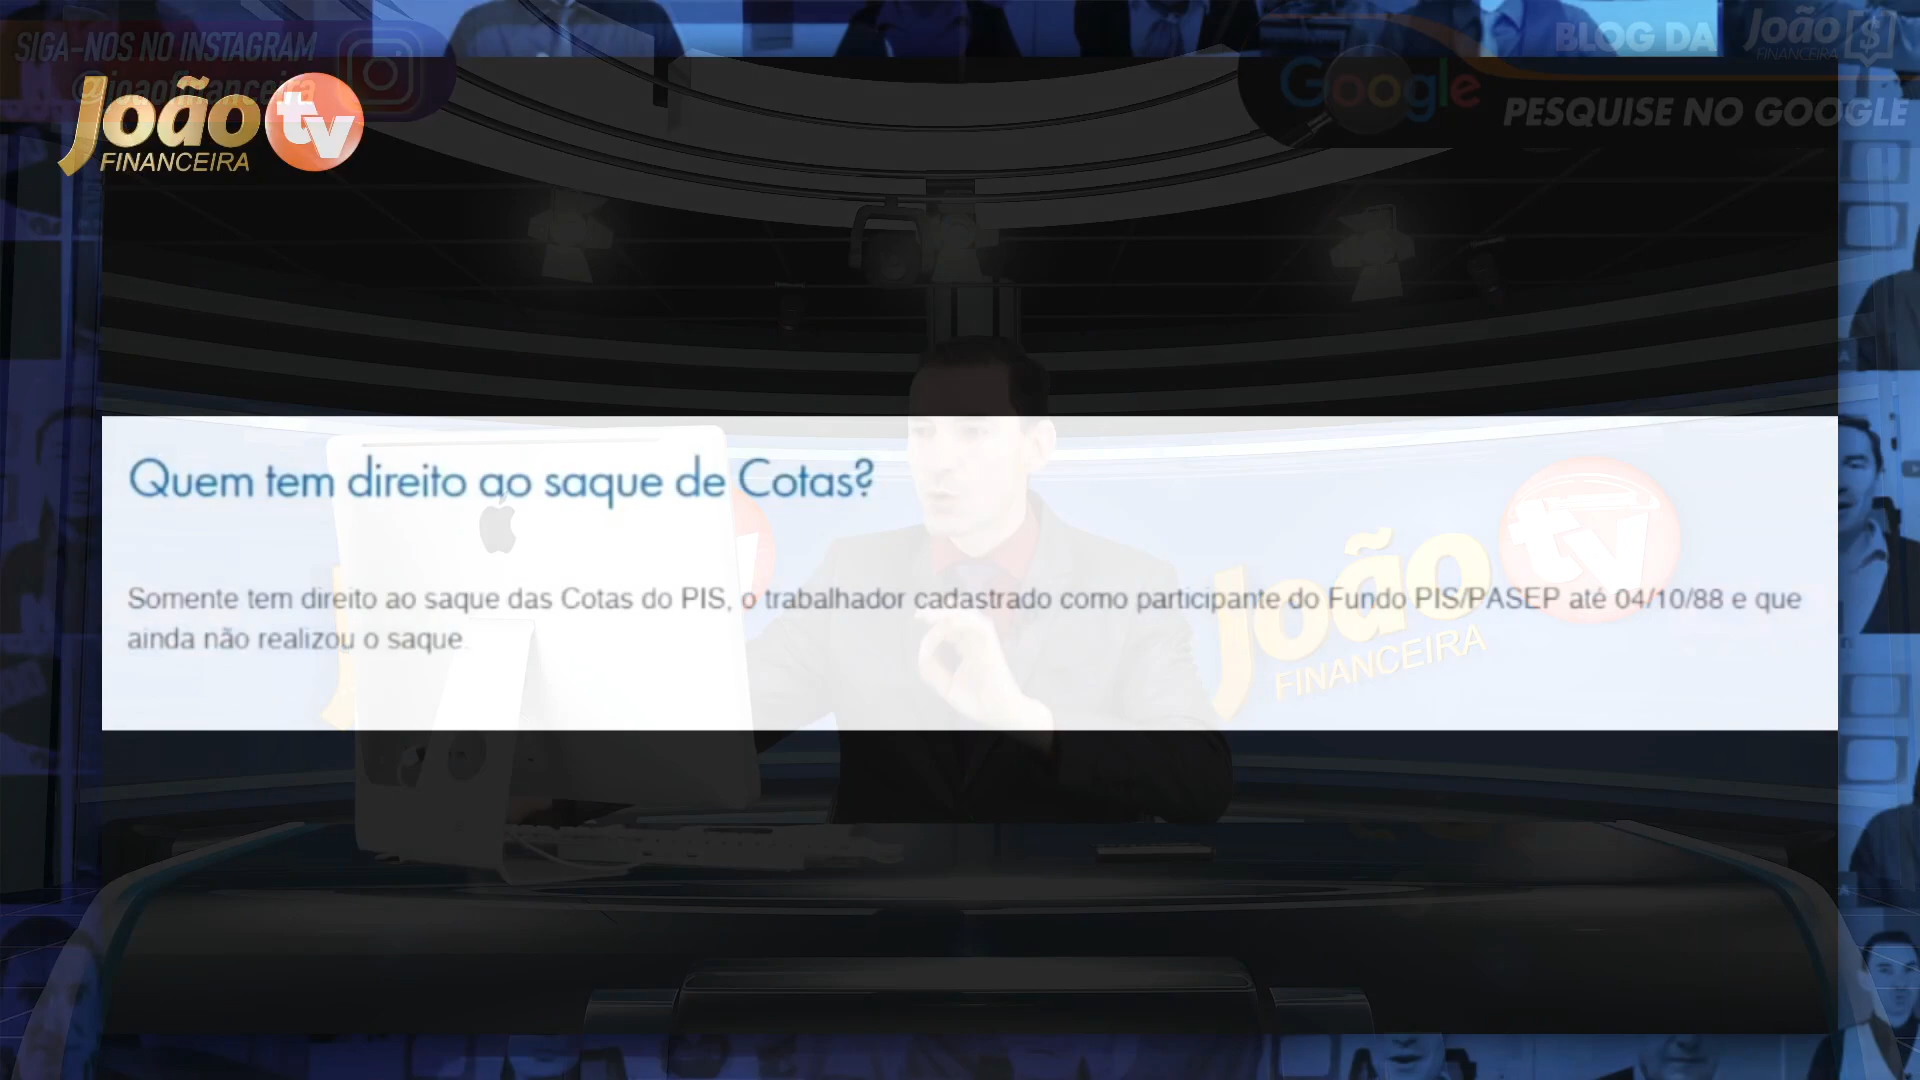 SIGA-NOS NO INSTAGRAM
@joaofinanceira
João tv
FINANCEIRA
Google
BLOG DA João $
FINANCEIRA
PESQUISE NO GOOGLE
Quem tem direito ao saque de Cotas?
Somente tem direito ao saque das Cotas do PIS, o trabalhador cadastrado como participante do Fundo PIS/PASEP até 04/10/88 e que
ainda não realizou o saque.
João tv
FINANCEIRA